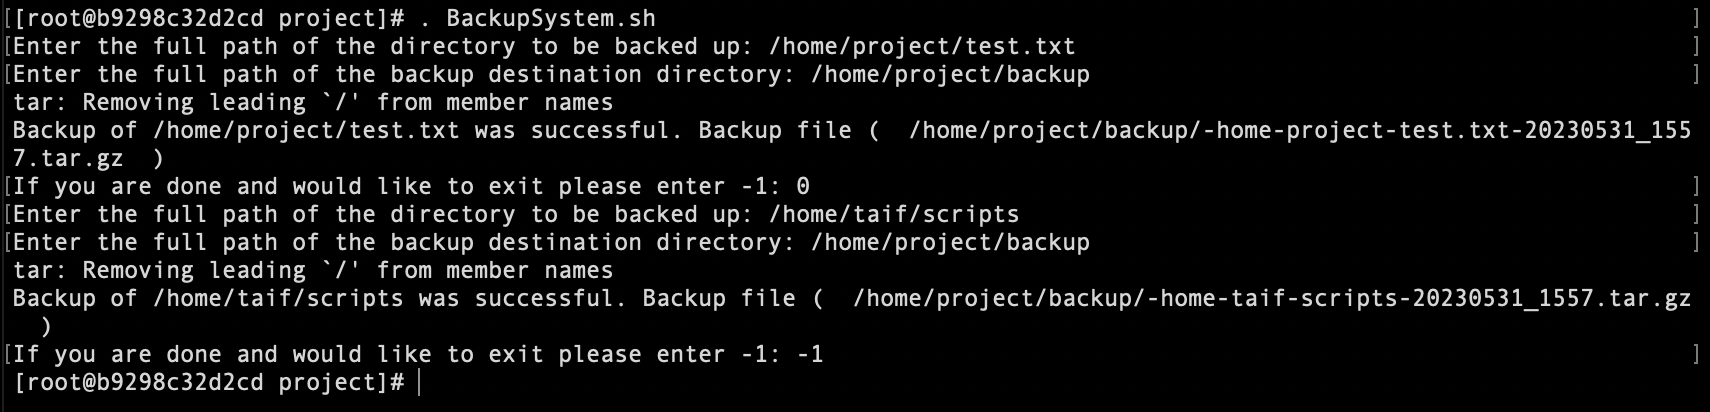 [[root@b9298c32d2cd project]# . BackupSystem.sh ]
[Enter the full path of the directory to be backed up: /home/project/test.txt ]
[Enter the full path of the backup destination directory: /home/project/backup ]
tar: Removing leading `/' from member names
Backup of /home/project/test.txt was successful. Backup file (  /home/project/backup/-home-project-test.txt-20230531_155
7.tar.gz  )
[If you are done and would like to exit please enter -1: 0 ]
[Enter the full path of the directory to be backed up: /home/taif/scripts ]
[Enter the full path of the backup destination directory: /home/project/backup ]
tar: Removing leading `/' from member names
Backup of /home/taif/scripts was successful. Backup file (  /home/project/backup/-home-taif-scripts-20230531_1557.tar.gz
  )
[If you are done and would like to exit please enter -1: -1 ]
[root@b9298c32d2cd project]#